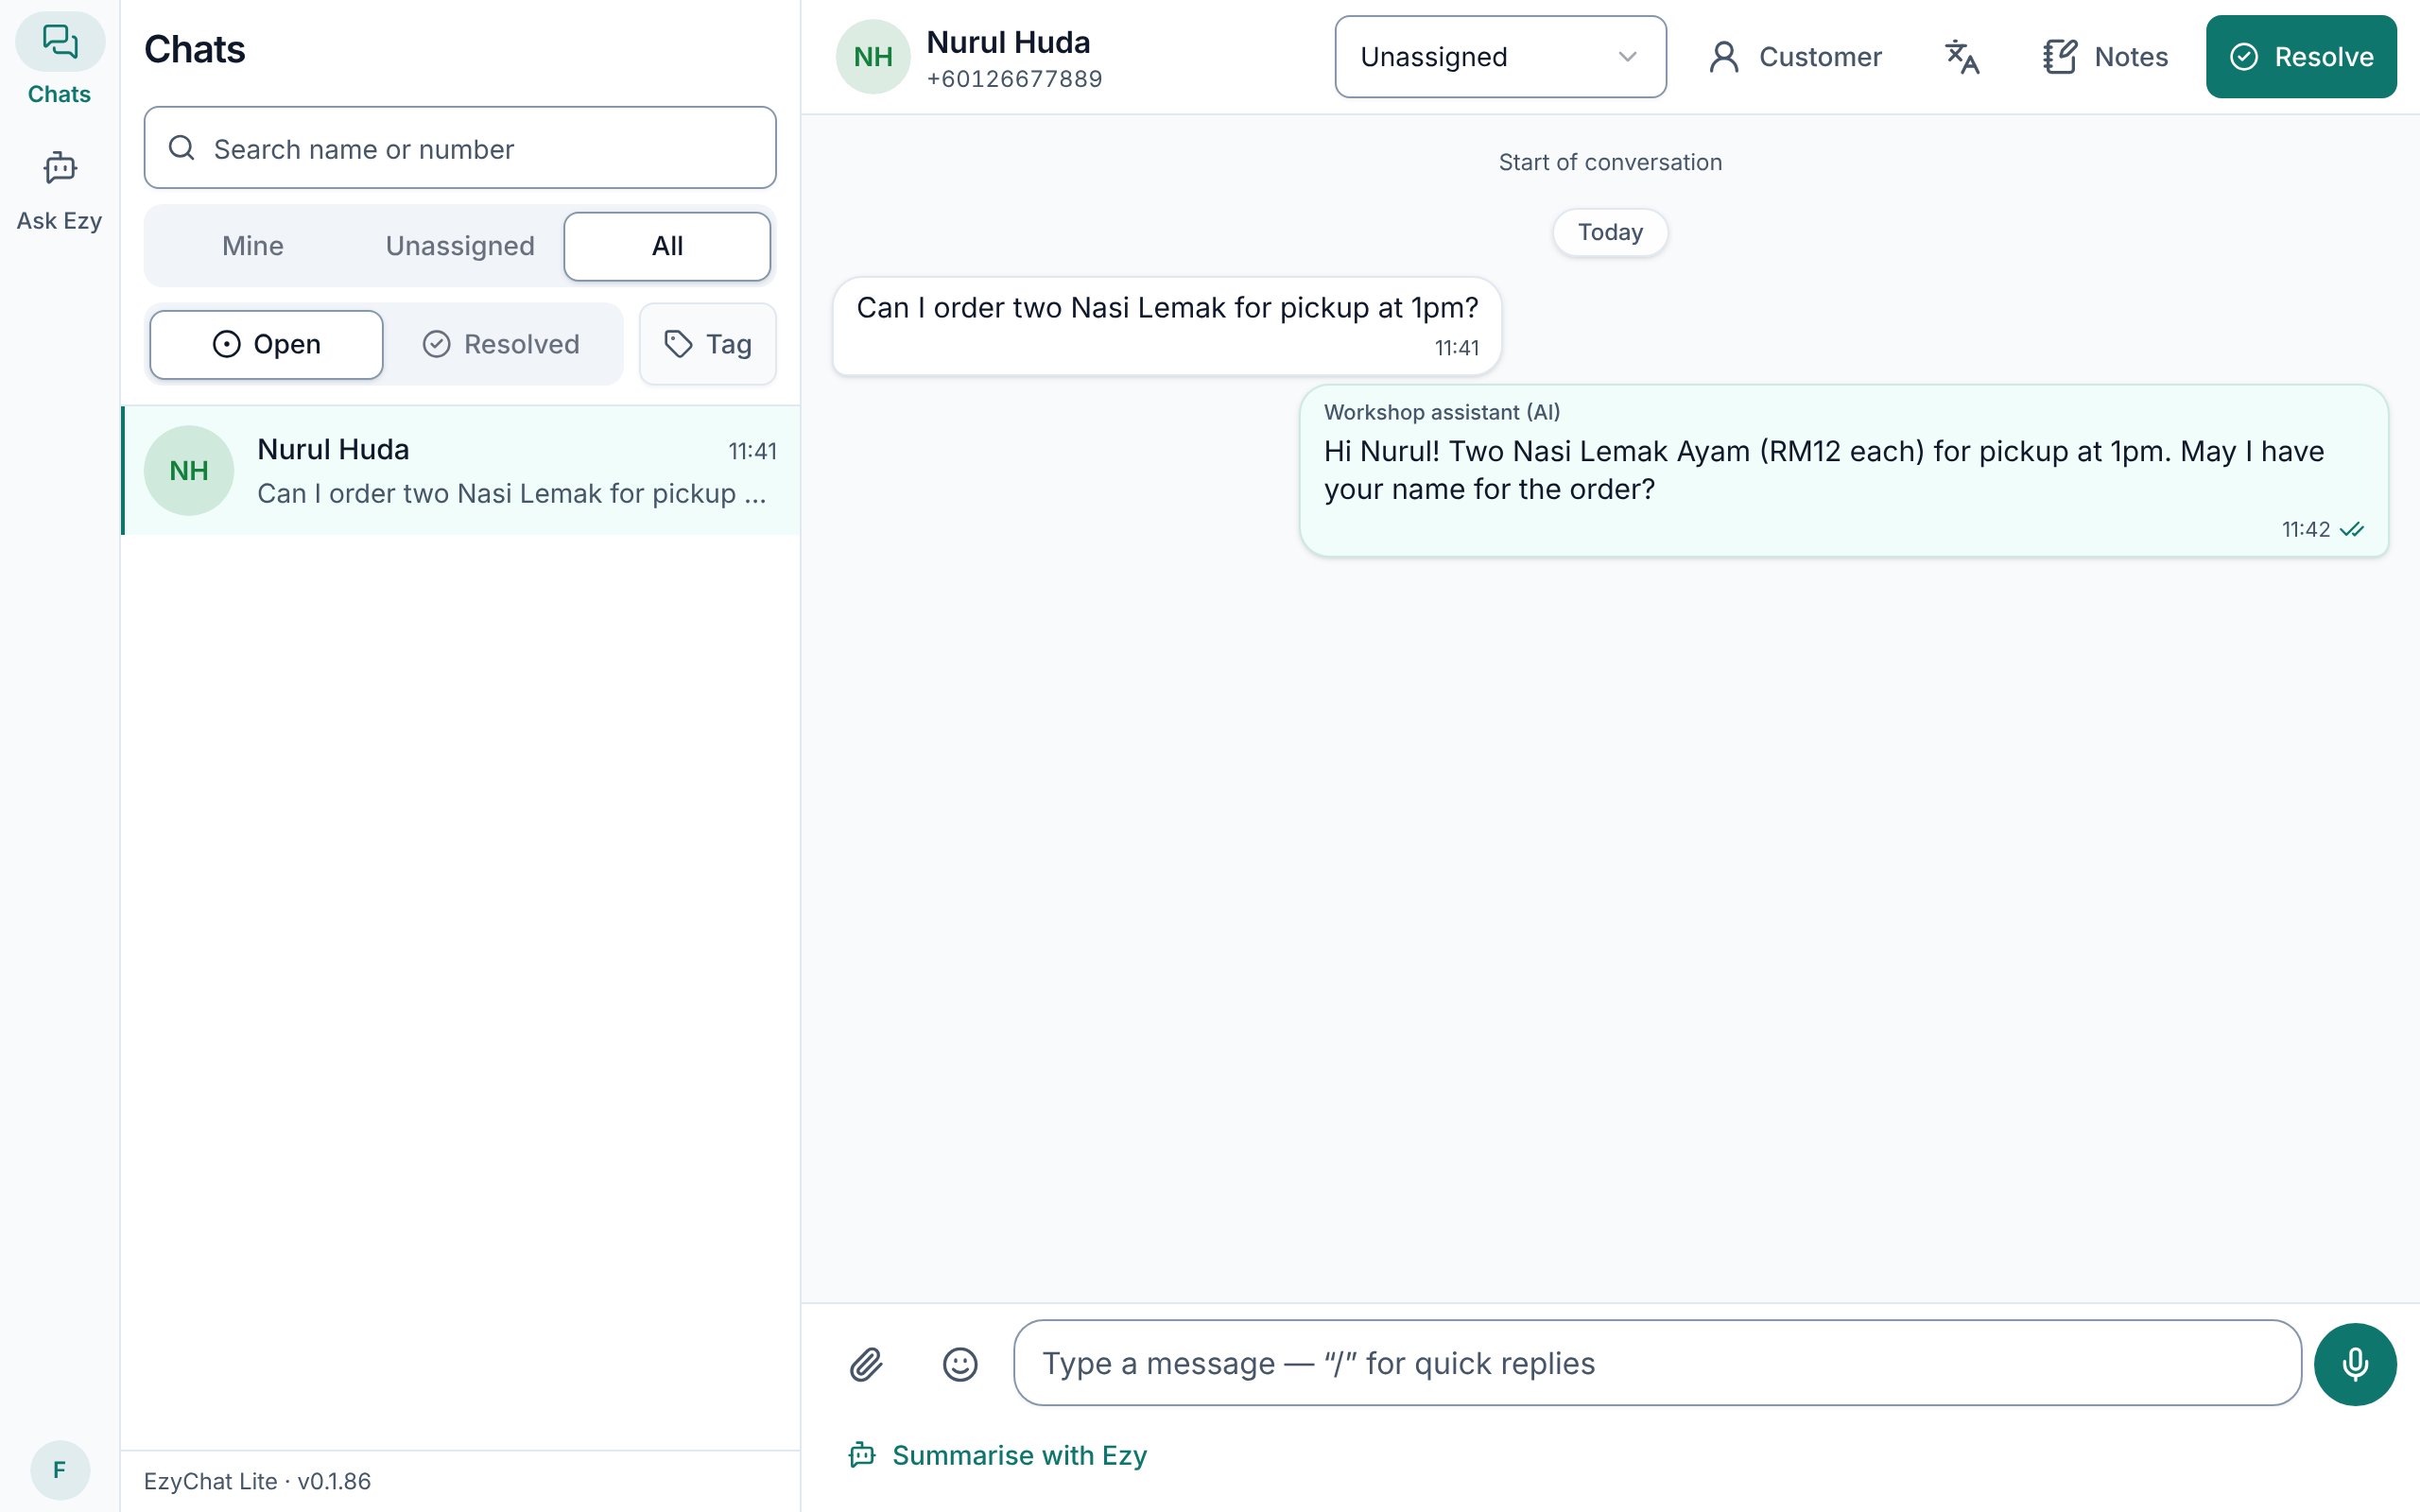 Chats
Ask Ezy
F
Chats
Search name or number
Mine
Unassigned
All
Open
Resolved
Tag
NH
Nurul Huda
11:41
Can I order two Nasi Lemak for pickup ...
EzyChat Lite · v0.1.86
NH
Nurul Huda
+60126677889
Unassigned
Customer
Notes
Resolve
Start of conversation
Today
Can I order two Nasi Lemak for pickup at 1pm?
11:41
Workshop assistant (AI)
Hi Nurul! Two Nasi Lemak Ayam (RM12 each) for pickup at 1pm. May I have
your name for the order?
11:42
Type a message — “/” for quick replies
Summarise with Ezy